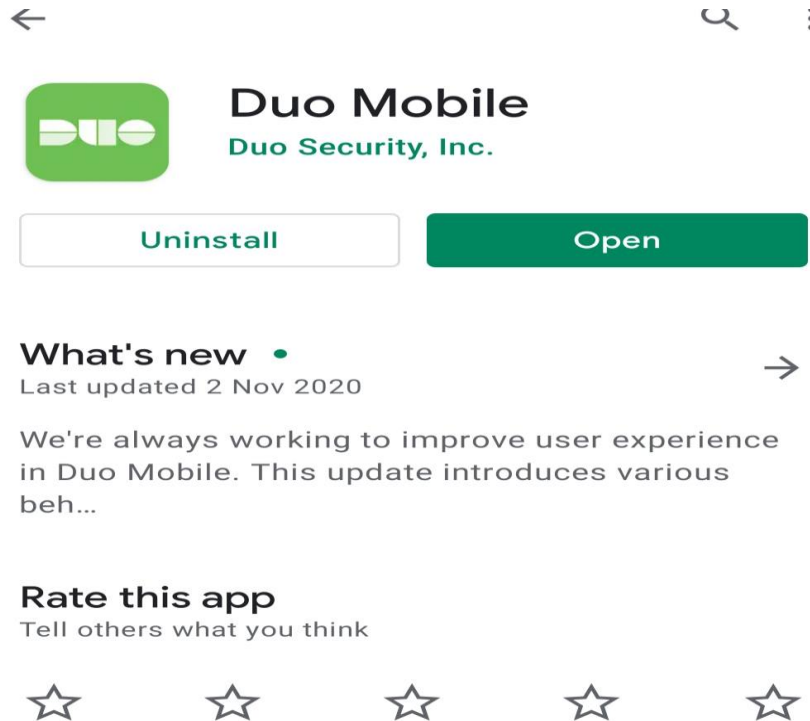 Duo Mobile
DUO
Duo Security, Inc.
Uninstall
Open
What's new
Last updated 2 Nov 2020
We're always working to improve user experience
in Duo Mobile. This update introduces various
beh...
Rate this app
Tell others what you think